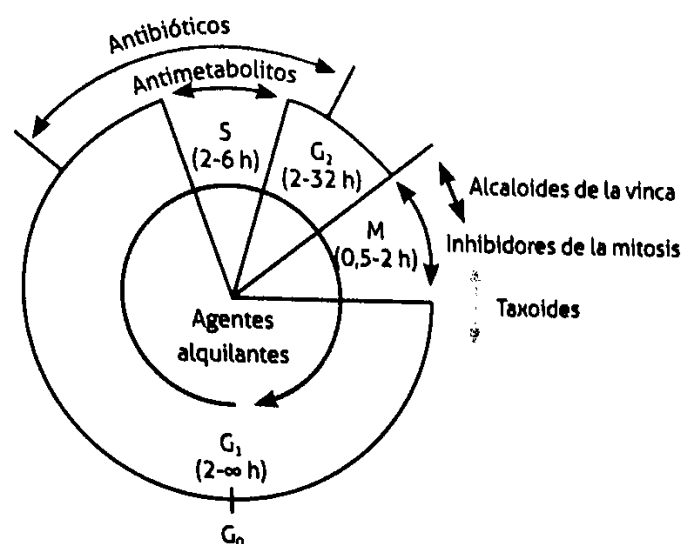 Antibióticos
Antimetabolitos
S
(2-6 h)
G₂
(2-32 h)
M
(0,5-2 h)
Alcaloides de la vinca
Inhibidores de la mitosis
Taxoides
Agentes
alquilantes
G₁
(2-∞ h)
G₀